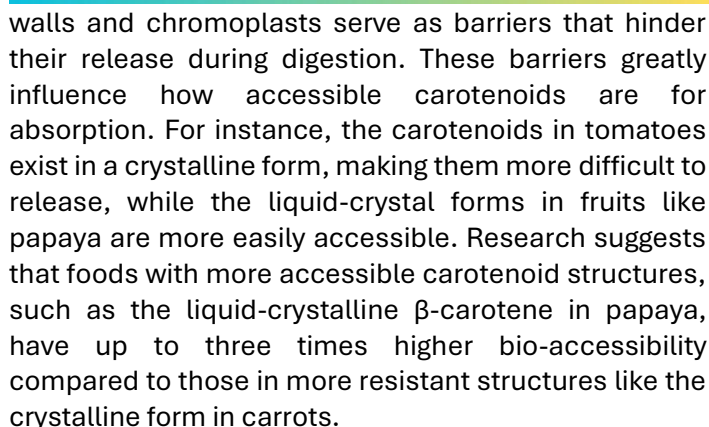 walls and chromoplasts serve as barriers that hinder
their release during digestion. These barriers greatly
influence how accessible carotenoids are for
absorption. For instance, the carotenoids in tomatoes
exist in a crystalline form, making them more difficult to
release, while the liquid-crystal forms in fruits like
papaya are more easily accessible. Research suggests
that foods with more accessible carotenoid structures,
such as the liquid-crystalline β-carotene in papaya,
have up to three times higher bio-accessibility
compared to those in more resistant structures like the
crystalline form in carrots.